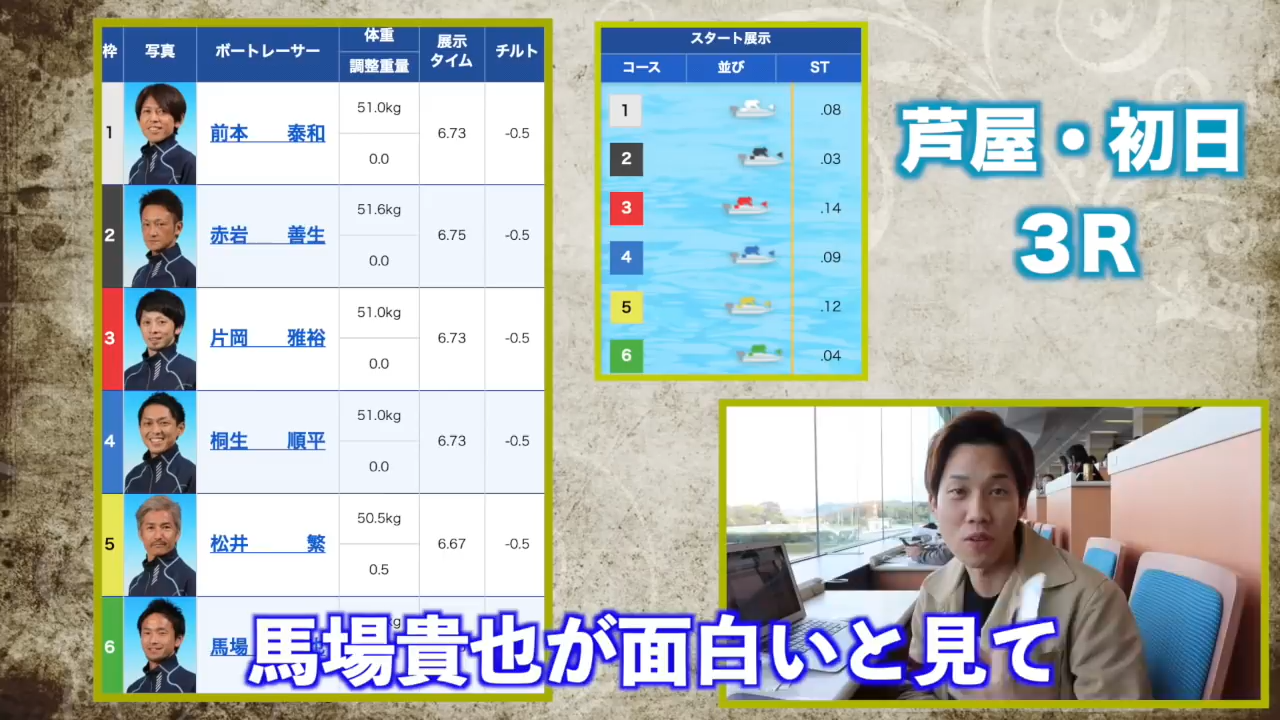 枠 写真 ボートレーサー 体重 調整重量 展示タイム チルト
1 前本 泰和 51.0kg 0.0 6.73 -0.5
2 赤岩 善生 51.6kg 0.0 6.75 -0.5
3 片岡 雅裕 51.0kg 0.0 6.73 -0.5
4 桐生 順平 51.0kg 0.0 6.73 -0.5
5 松井 繁 50.5kg 0.5 6.67 -0.5
6 馬場
スタート展示
コース 並び ST
1 .08
2 .03
3 .14
4 .09
5 .12
6 .04
芦屋・初日
3R
馬場貴也が面白いと見て